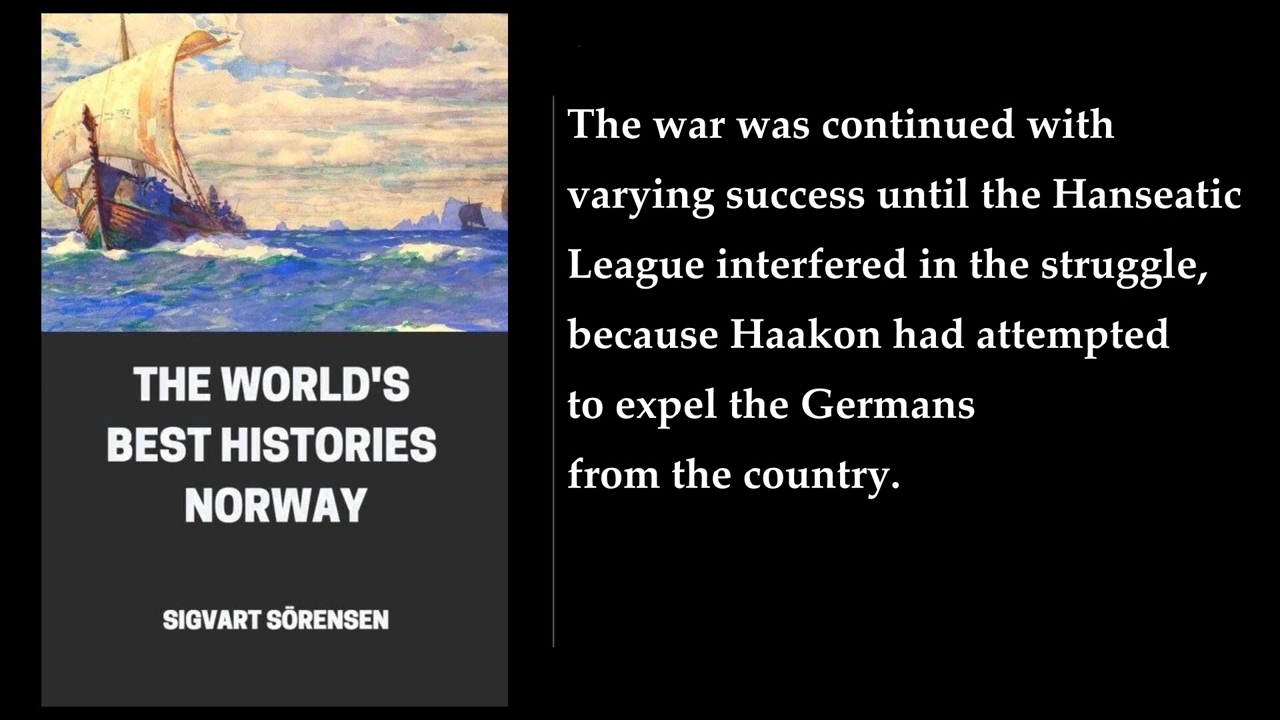 THE WORLD'S
BEST HISTORIES
NORWAY
SIGVART SÖRENSEN
The war was continued with
varying success until the Hanseatic
League interfered in the struggle,
because Haakon had attempted
to expel the Germans
from the country.